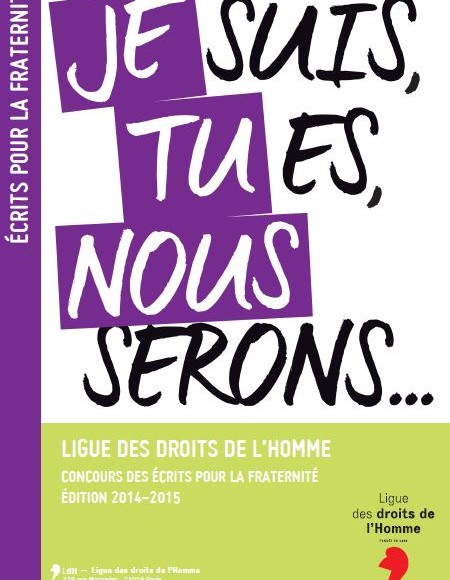 ÉCRITS POUR LA FRATERNIT
JE SUIS,
TU ES,
NOUS
SERONS...
LIGUE DES DROITS DE L'HOMME
CONCOURS DES ÉCRITS POUR LA FRATERNITÉ
ÉDITION 2014-2015
Ligue
des droits de
l'Homme
LDH — Ligue des droits de l'Homme